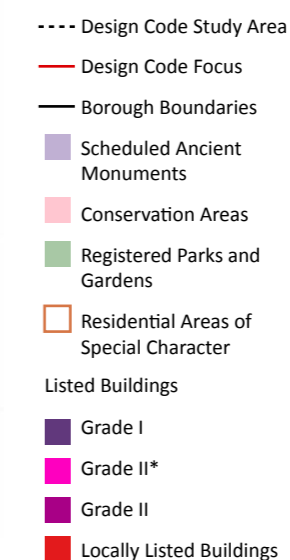 Design Code Study Area
Design Code Focus
Borough Boundaries
Scheduled Ancient
Monuments
Conservation Areas
Registered Parks and
Gardens
Residential Areas of
Special Character
Listed Buildings
Grade I
Grade II*
Grade II
Locally Listed Buildings